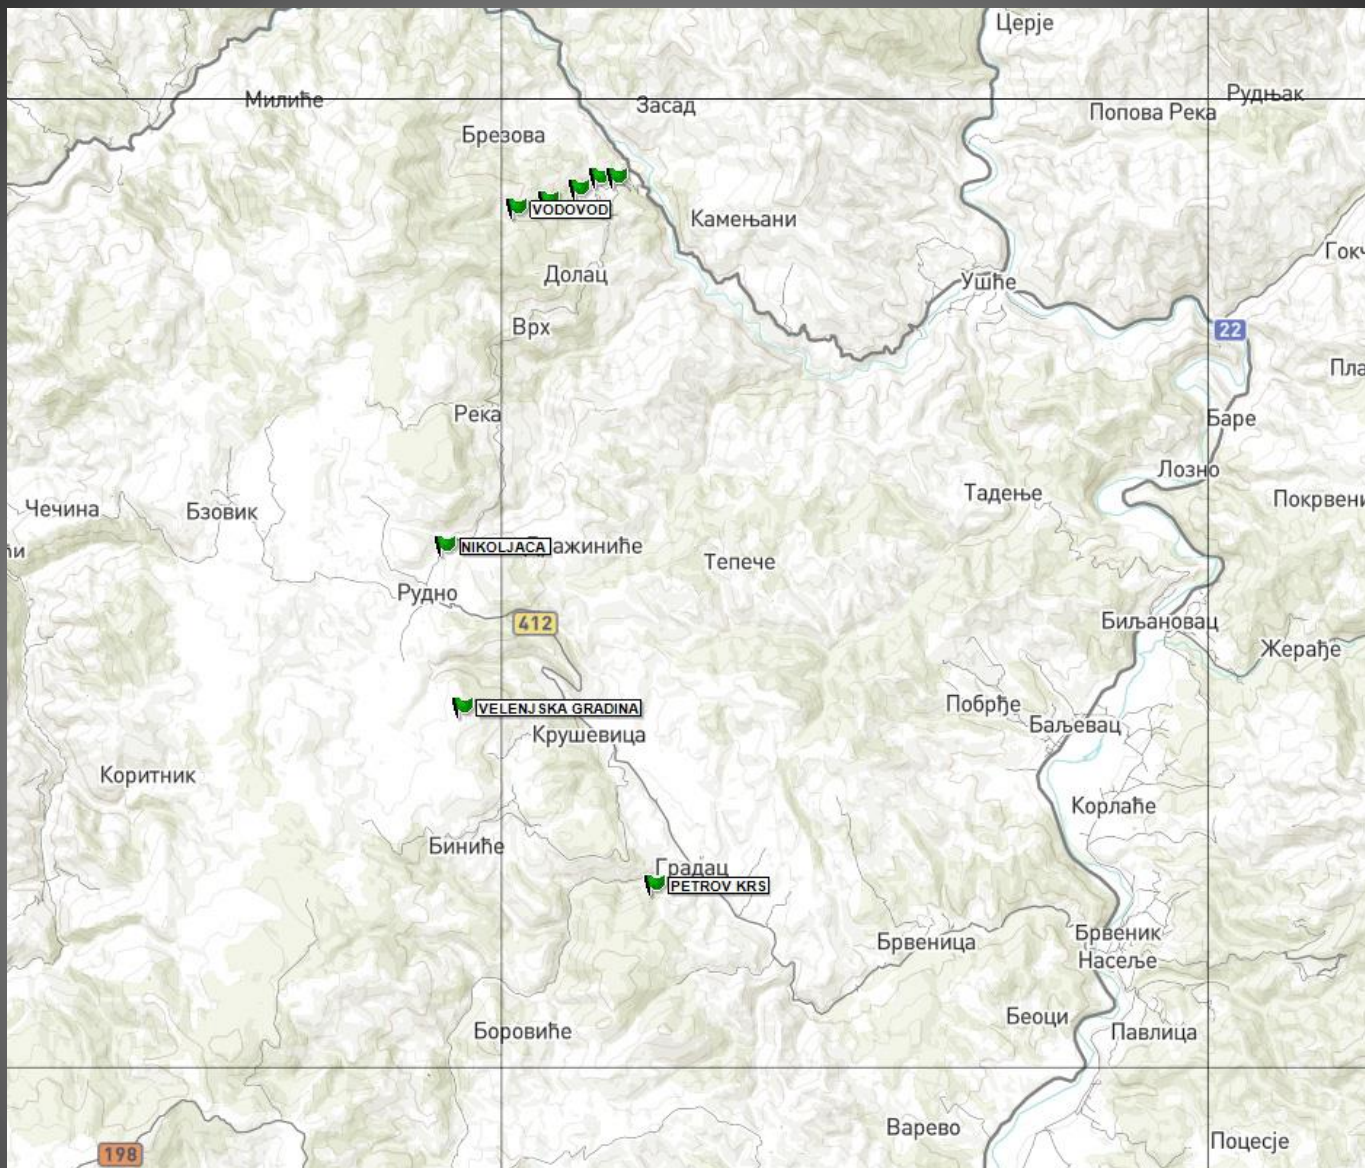 Церје
Милиће
Засад
Рудњак
Попова Река
Брезова
VODOVOD
Камењани
Гокч
Долац
Ушће
Врх
22
Пла
Река
Баре
Лозно
Чечина
Бзовик
Тадење
Покрвени
ћи
NIKOLJACA
ажиниће
Тепече
Рудно
412
Биљановац
Жерађе
VELENJSKA GRADINA
Побрђе
Баљевац
Крушевица
Коритник
Корлаће
Биниће
Градац
PETROV KRS
Брвеница
Брвеник
Насеље
Беоци
Боровиће
Павлица
Варево
Поцесје
198